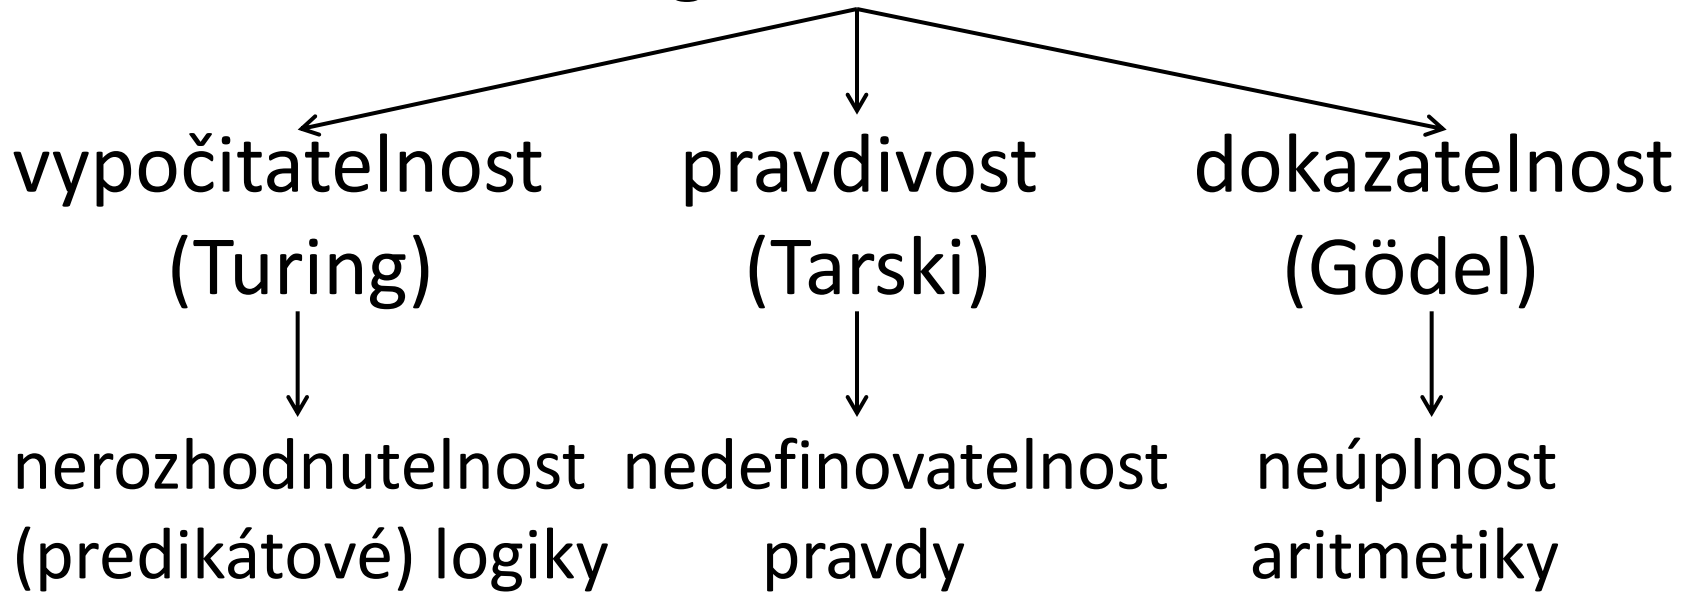 vypočitatelnost pravdivost dokazatelnost
(Turing) (Tarski) (Gödel)
nerozhodnutelnost nedefinovatelnost neúplnost
(predikátové) logiky pravdy aritmetiky